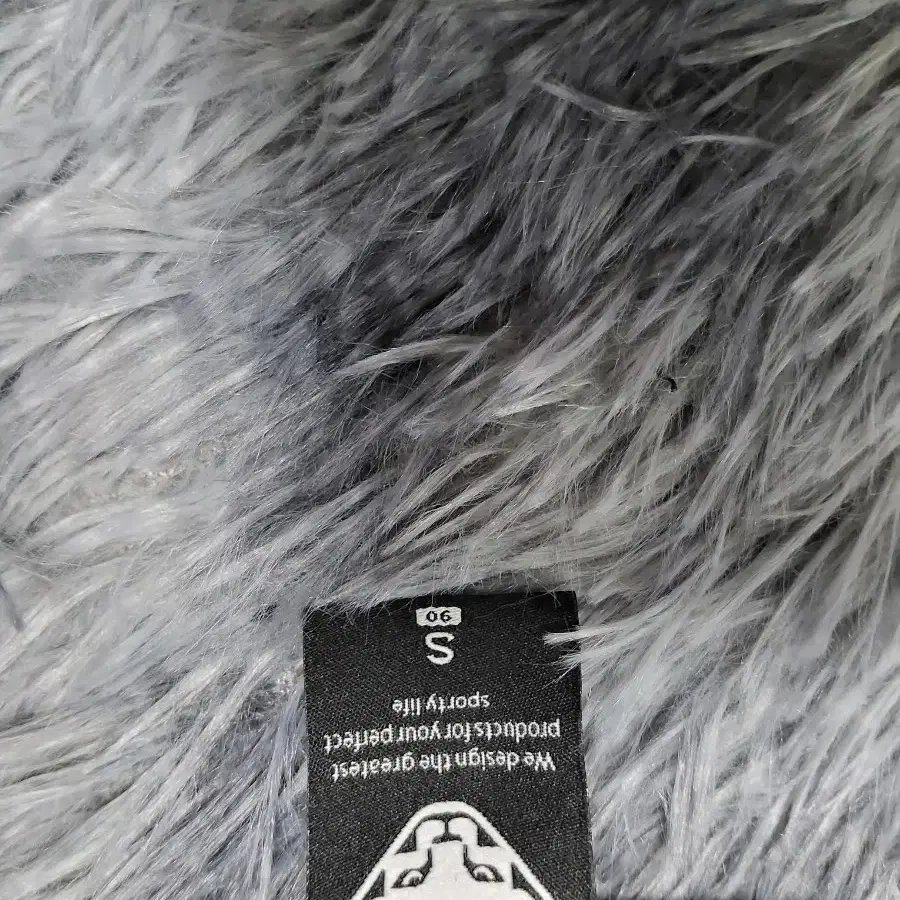 We design the greatest
products for your perfect
sporty life
S
90